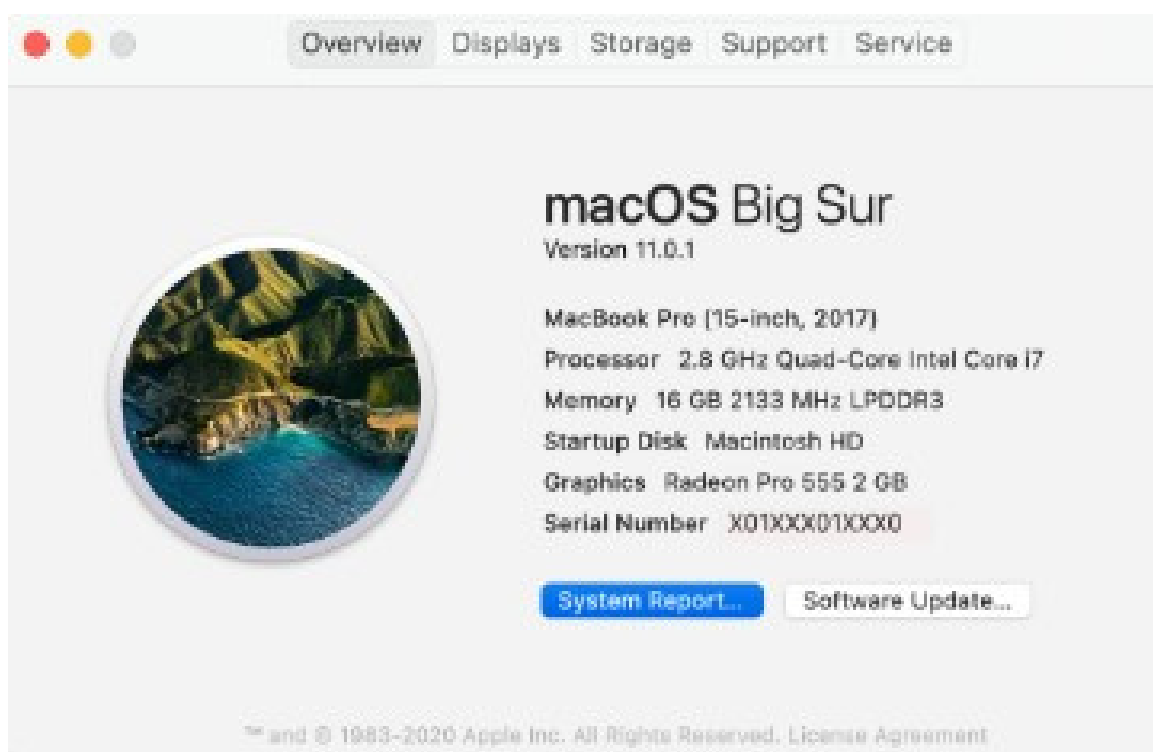 Overview Displays Storage Support Service
macOS Big Sur
Version 11.0.1
MacBook Pro (15-inch, 2017)
Processor 2.8 GHz Quad-Core Intel Core i7
Memory 16 GB 2133 MHz LPDDR3
Startup Disk Macintosh HD
Graphics Radeon Pro 555 2 GB
Serial Number X01XXX01XXX0
System Report... Software Update...
™ and © 1983-2020 Apple Inc. All Rights Reserved. License Agreement